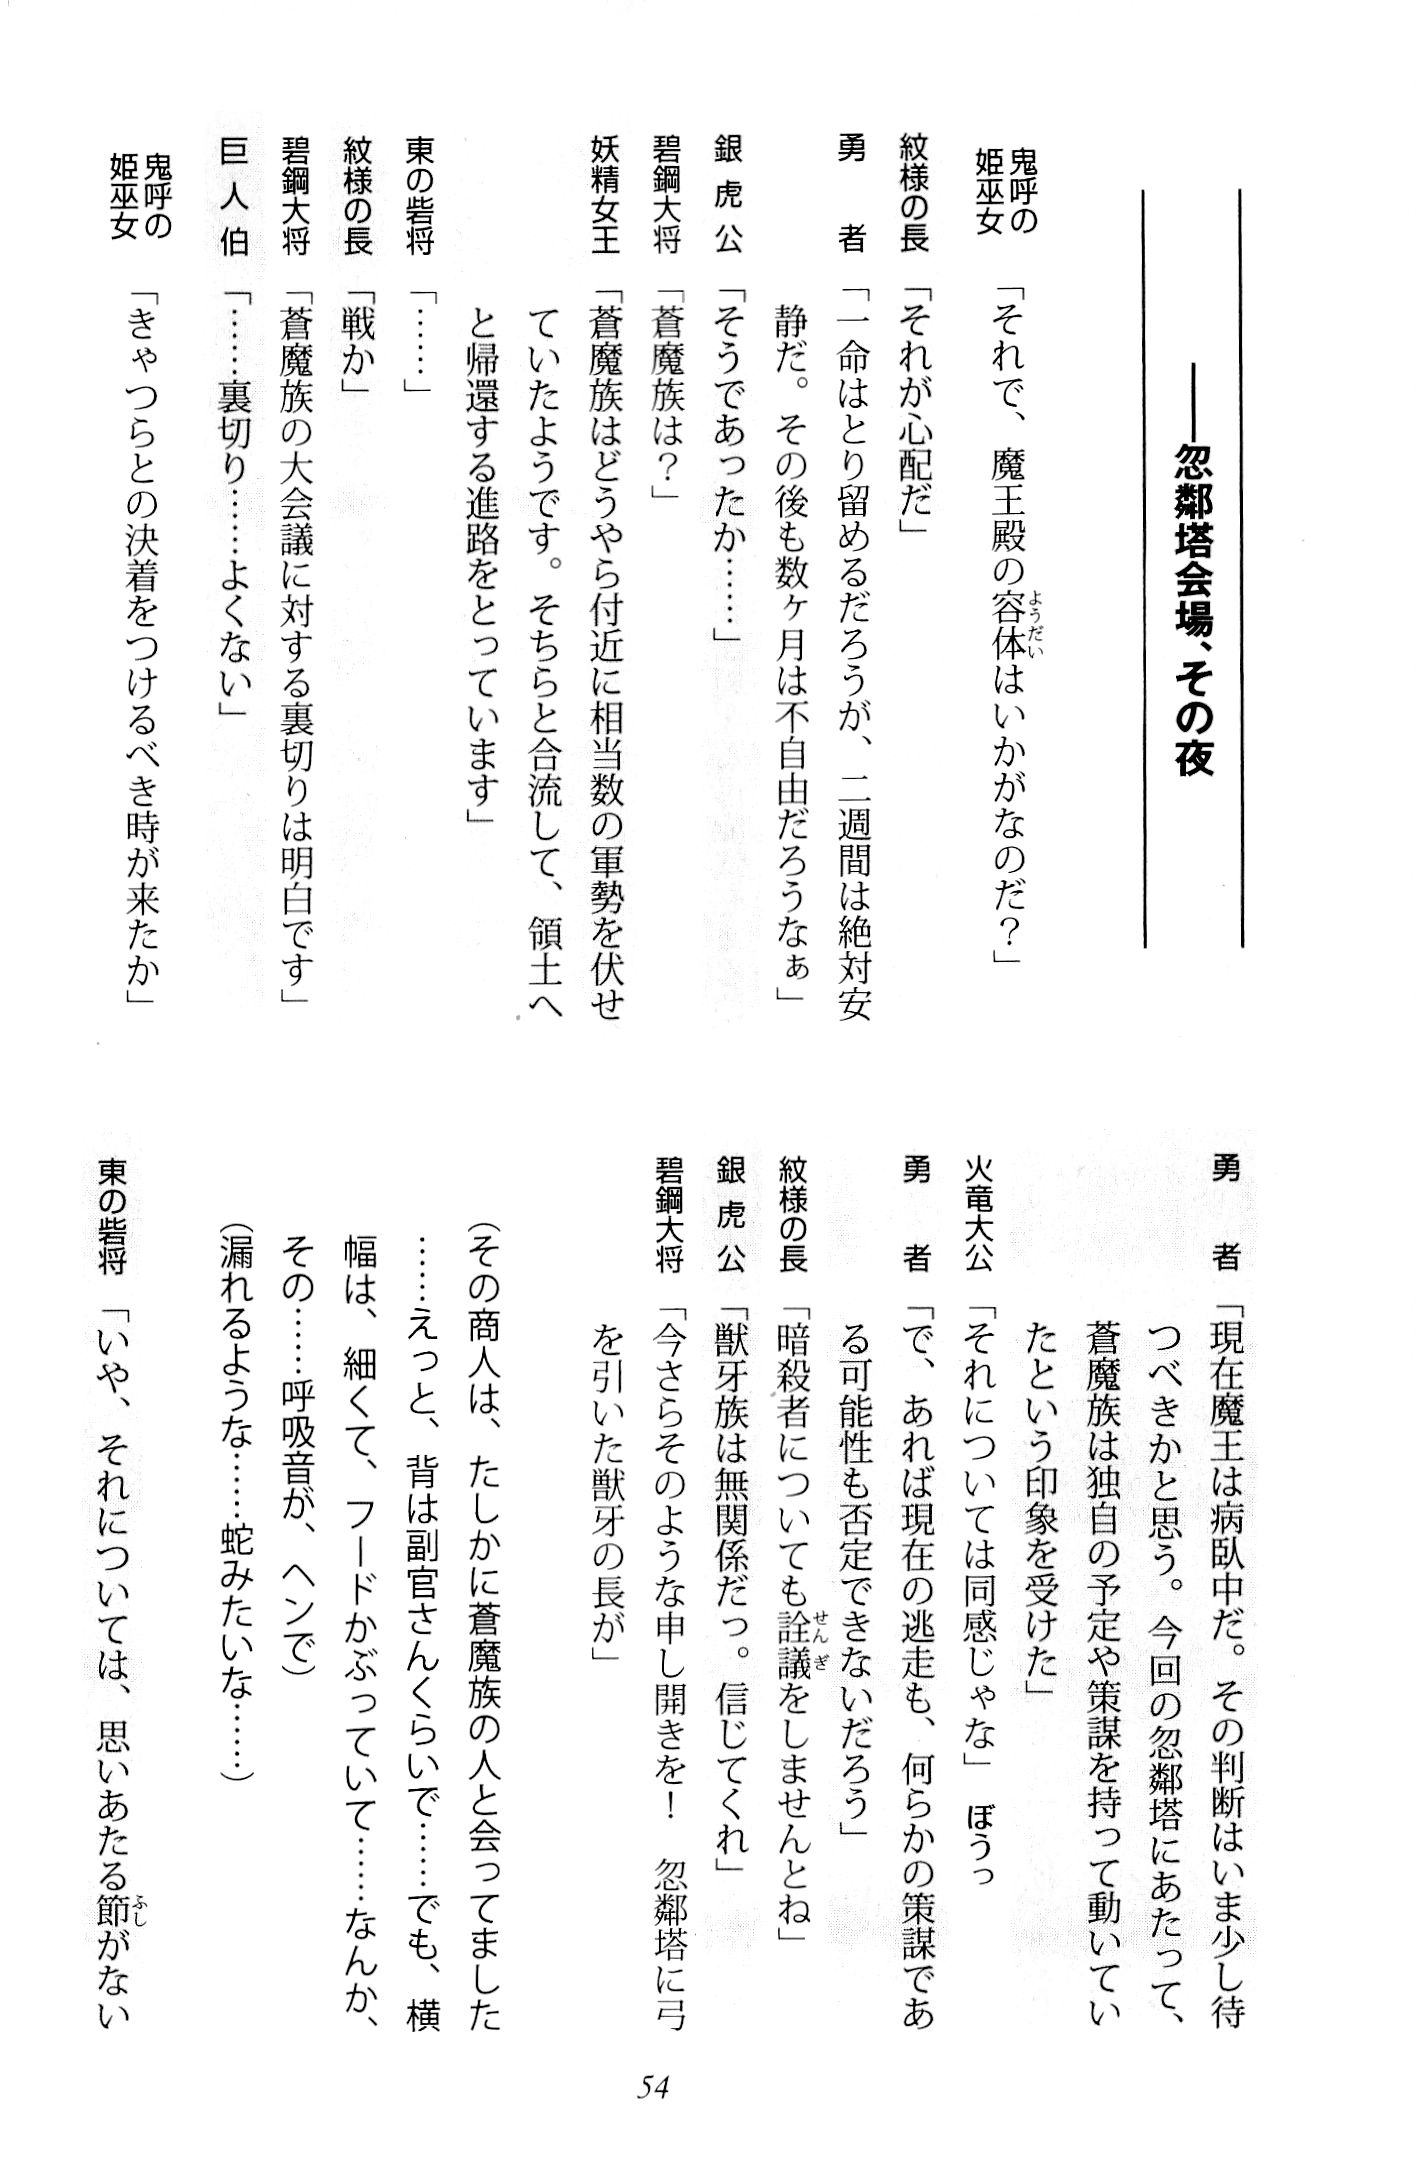 ――忽鄰塔会場、その夜
鬼呼の姫巫女「それで、魔王殿の容体はいかがなのだ？」
紋様の長「それが心配だ」
勇者「一命はとり留めるだろうが、二週間は絶対安
静だ。その後も数ヶ月は不自由だろうなぁ」
銀虎公「そうであったか……」
碧鋼大将「蒼魔族は？」
妖精女王「蒼魔族はどうやら付近に相当数の軍勢を伏せ
ていたようです。そちらと合流して、領土へ
と帰還する進路をとっています」
東の砦将「……」
紋様の長「戦か」
碧鋼大将「蒼魔族の大会議に対する裏切りは明白です」
巨人伯「……裏切り……よくない」
鬼呼の姫巫女「きゃつらとの決着をつけるべき時が来たか」
勇者「現在魔王は病臥中だ。その判断はいま少し待
つべきかと思う。今回の忽鄰塔にあたって、
蒼魔族は独自の予定や策謀を持って動いてい
たという印象を受けた」
火竜大公「それについては同感じゃな」ぼうっ
勇者「で、あれば現在の逃走も、何らかの策謀であ
る可能性も否定できないだろう」
紋様の長「暗殺者についても詮議をしませんとね」
銀虎公「獣牙族は無関係だっ。信じてくれ」
碧鋼大将「今さらそのような申し開きを！　忽鄰塔に弓
を引いた獣牙の長が」
（その商人は、たしかに蒼魔族の人と会ってました
……えっと、背は副官さんくらいで……でも、横
幅は、細くて、フードかぶっていて……なんか、
その……呼吸音が、ヘンで）
（漏れるような……蛇みたいな……）
東の砦将「いや、それについては、思いあたる節がない
54